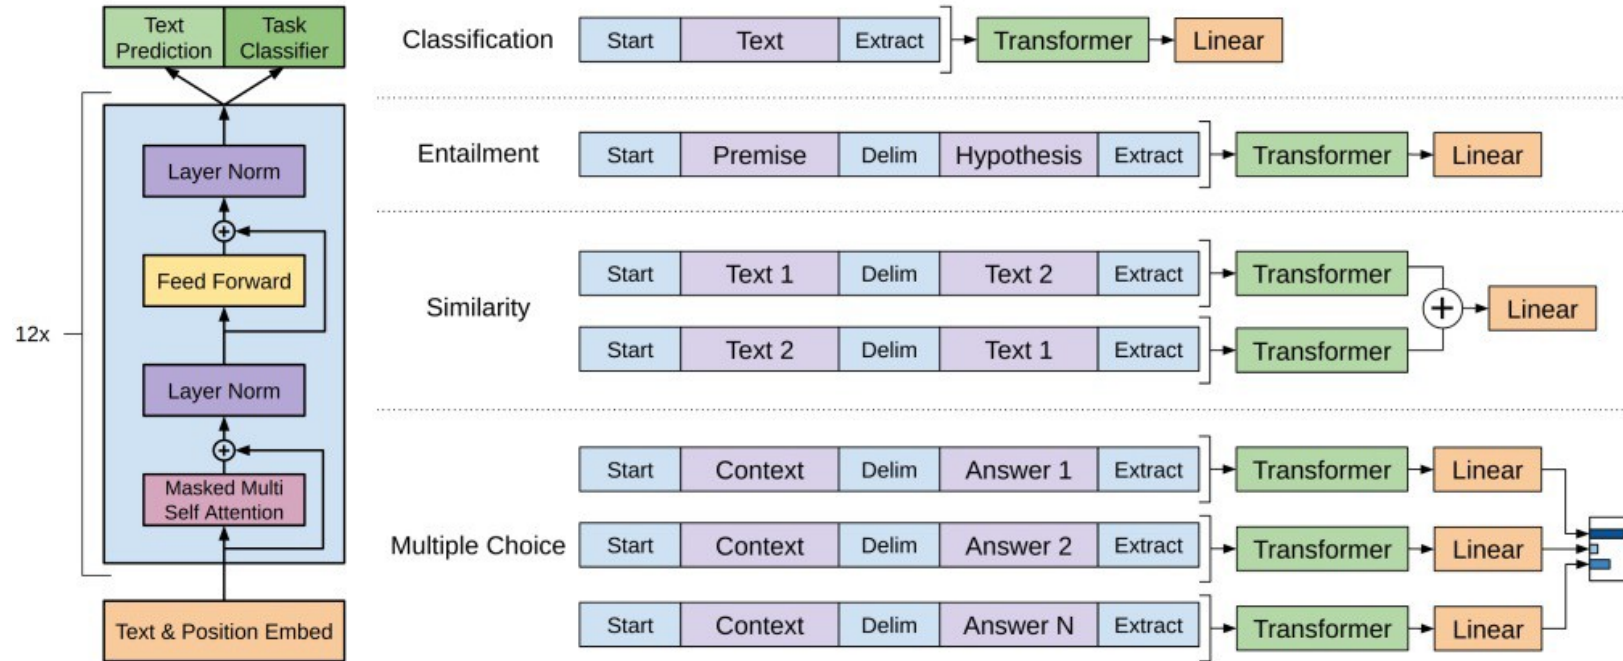 Text
Prediction
Task
Classifier
12x
Layer Norm
Feed Forward
Layer Norm
Masked Multi
Self Attention
Text & Position Embed
Classification
Start Text Extract Transformer Linear
Entailment
Start Premise Delim Hypothesis Extract Transformer Linear
Similarity
Start Text 1 Delim Text 2 Extract Transformer
Start Text 2 Delim Text 1 Extract Transformer
Linear
Multiple Choice
Start Context Delim Answer 1 Extract Transformer Linear
Start Context Delim Answer 2 Extract Transformer Linear
Start Context Delim Answer N Extract Transformer Linear